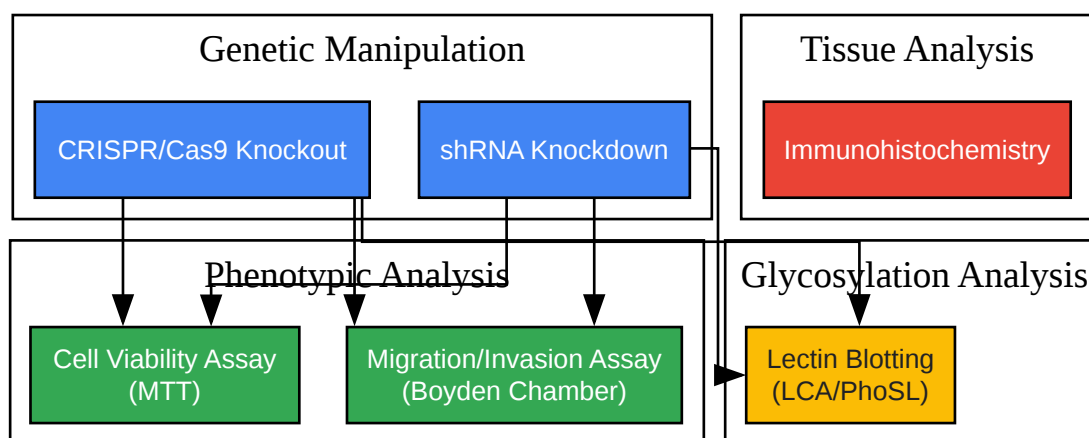 Genetic Manipulation
Tissue Analysis
CRISPR/Cas9 Knockout
shRNA Knockdown
Immunohistochemistry
Phenotypic Analysis
Glycosylation Analysis
Cell Viability Assay
(MTT)
Migration/Invasion Assay
(Boyden Chamber)
Lectin Blotting
(LCA/PhoSL)